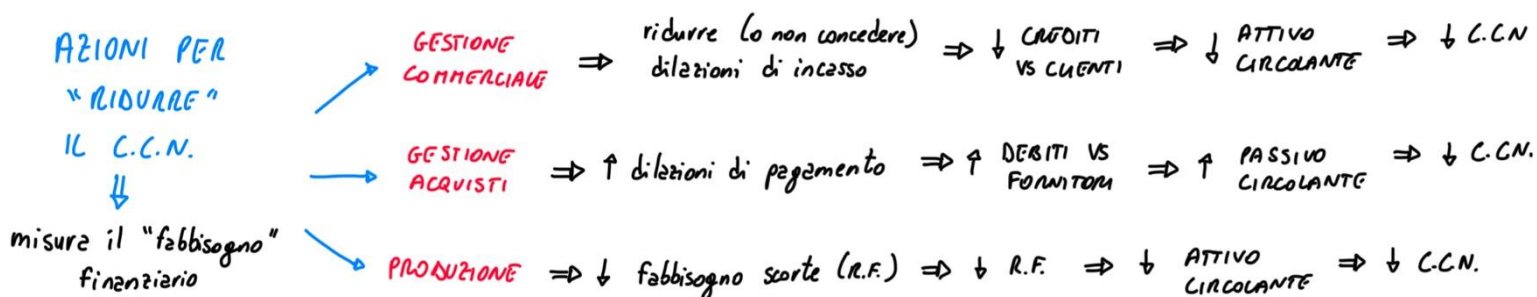 AZIONI PER
"RIDURRE"
IL C.C.N.
⇓
misura il "fabbisogno"
finanziario
GESTIONE
COMMERCIALE
⇒
ridurre (o non concedere)
dilazioni di incasso
⇒ ↓ CREDITI
VS CLIENTI
⇒ ↓ ATTIVO
CIRCOLANTE
⇒ ↓ C.C.N
GESTIONE
ACQUISTI
⇒ ↑ dilazioni di pagamento
⇒ ↑ DEBITI VS
FORNITORI
⇒ ↑ PASSIVO
CIRCOLANTE
⇒ ↓ C.C.N.
PRODUZIONE ⇒ ↓ fabbisogno scorte (R.F.) ⇒ ↓ R.F. ⇒ ↓ ATTIVO
CIRCOLANTE
⇒ ↓ C.C.N.